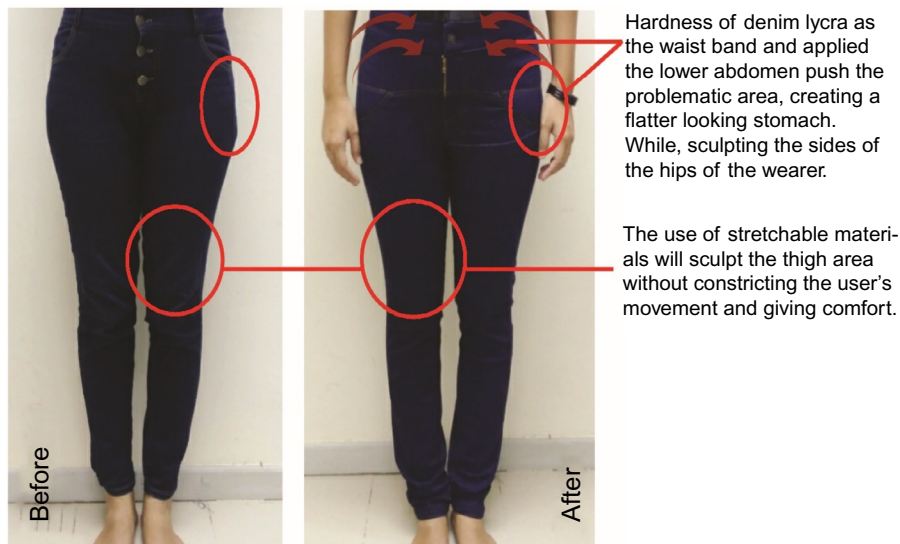 Hardness of denim lycra as
the waist band and applied
the lower abdomen push the
problematic area, creating a
flatter looking stomach.
While, sculpting the sides of
the hips of the wearer.
The use of stretchable materi-
als will sculpt the thigh area
without constricting the user's
movement and giving comfort.
Before
After